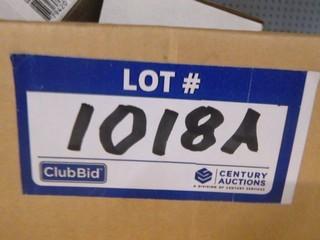 LOT #
1018A
ClubBid
CENTURY
AUCTIONS
A DIVISION OF CENTURY SERVICES